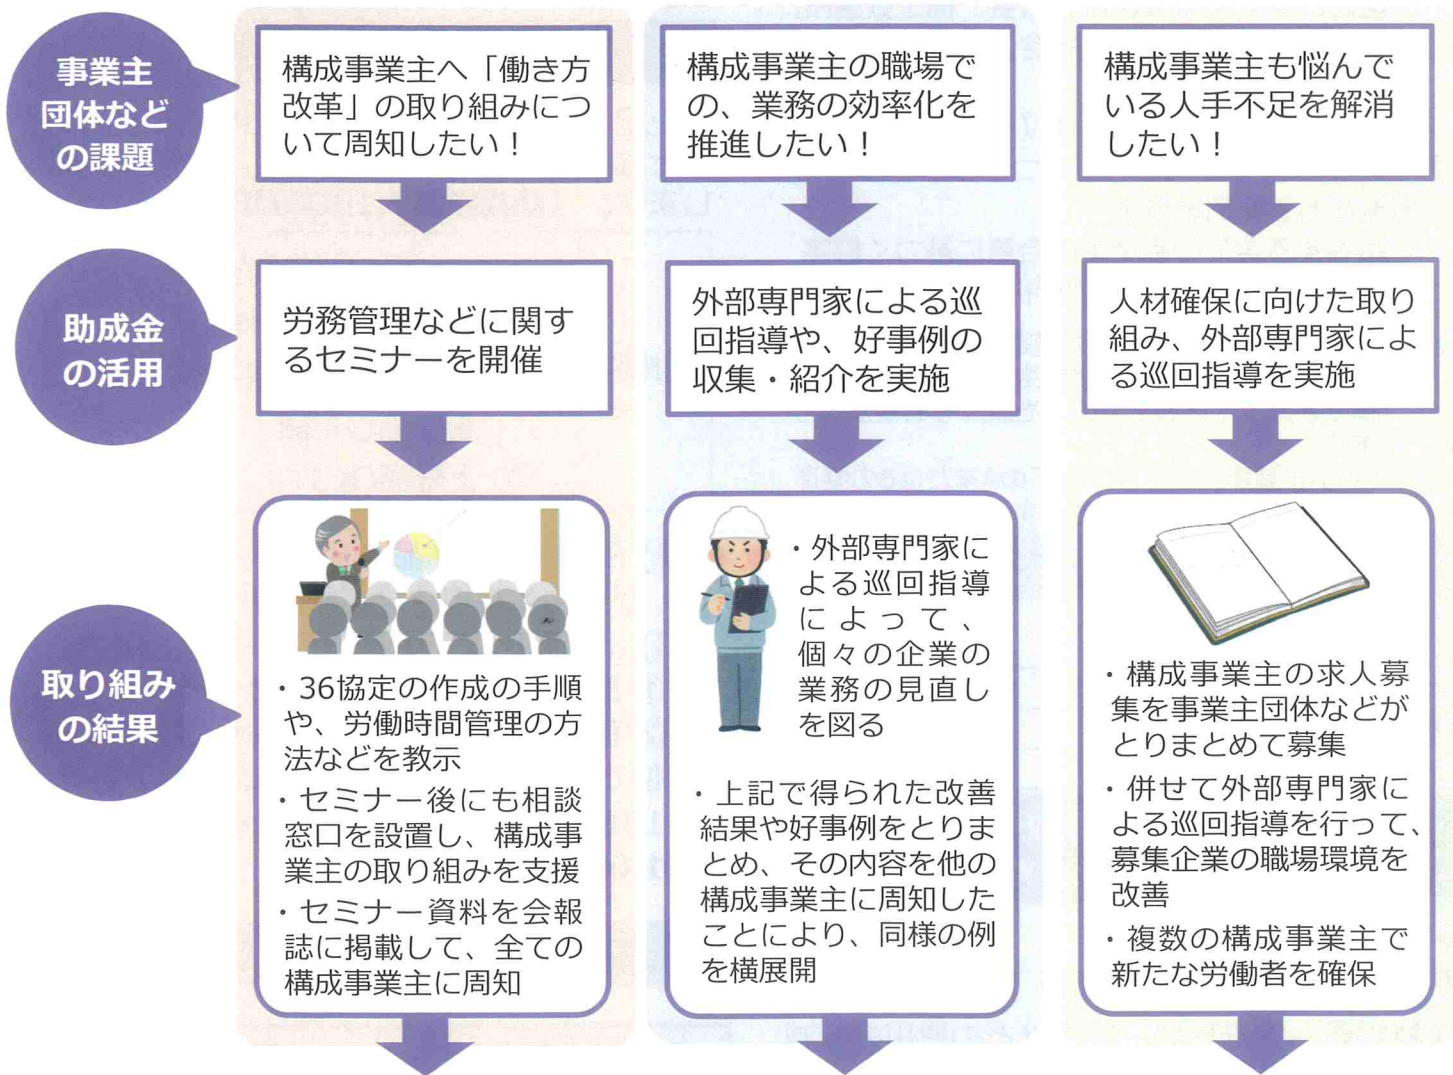 事業主
団体など
の課題
構成事業主へ「働き方
改革」の取り組みにつ
いて周知したい！
構成事業主の職場で
の、業務の効率化を
推進したい！
構成事業主も悩んで
いる人手不足を解消
したい！
助成金
の活用
労務管理などに関す
るセミナーを開催
外部専門家による巡
回指導や、好事例の
収集・紹介を実施
人材確保に向けた取り
組み、外部専門家によ
る巡回指導を実施
取り組み
の結果
・36協定の作成の手順
や、労働時間管理の方
法などを教示
・セミナー後にも相談
窓口を設置し、構成事
業主の取り組みを支援
・セミナー資料を会報
誌に掲載して、全ての
構成事業主に周知
・外部専門家に
よる巡回指導
によって、
個々の企業の
業務の見直し
を図る
・上記で得られた改善
結果や好事例をとりま
とめ、その内容を他の
構成事業主に周知した
ことにより、同様の例
を横展開
・構成事業主の求人募
集を事業主団体などが
とりまとめて募集
・併せて外部専門家に
よる巡回指導を行って、
募集企業の職場環境を
改善
・複数の構成事業主で
新たな労働者を確保